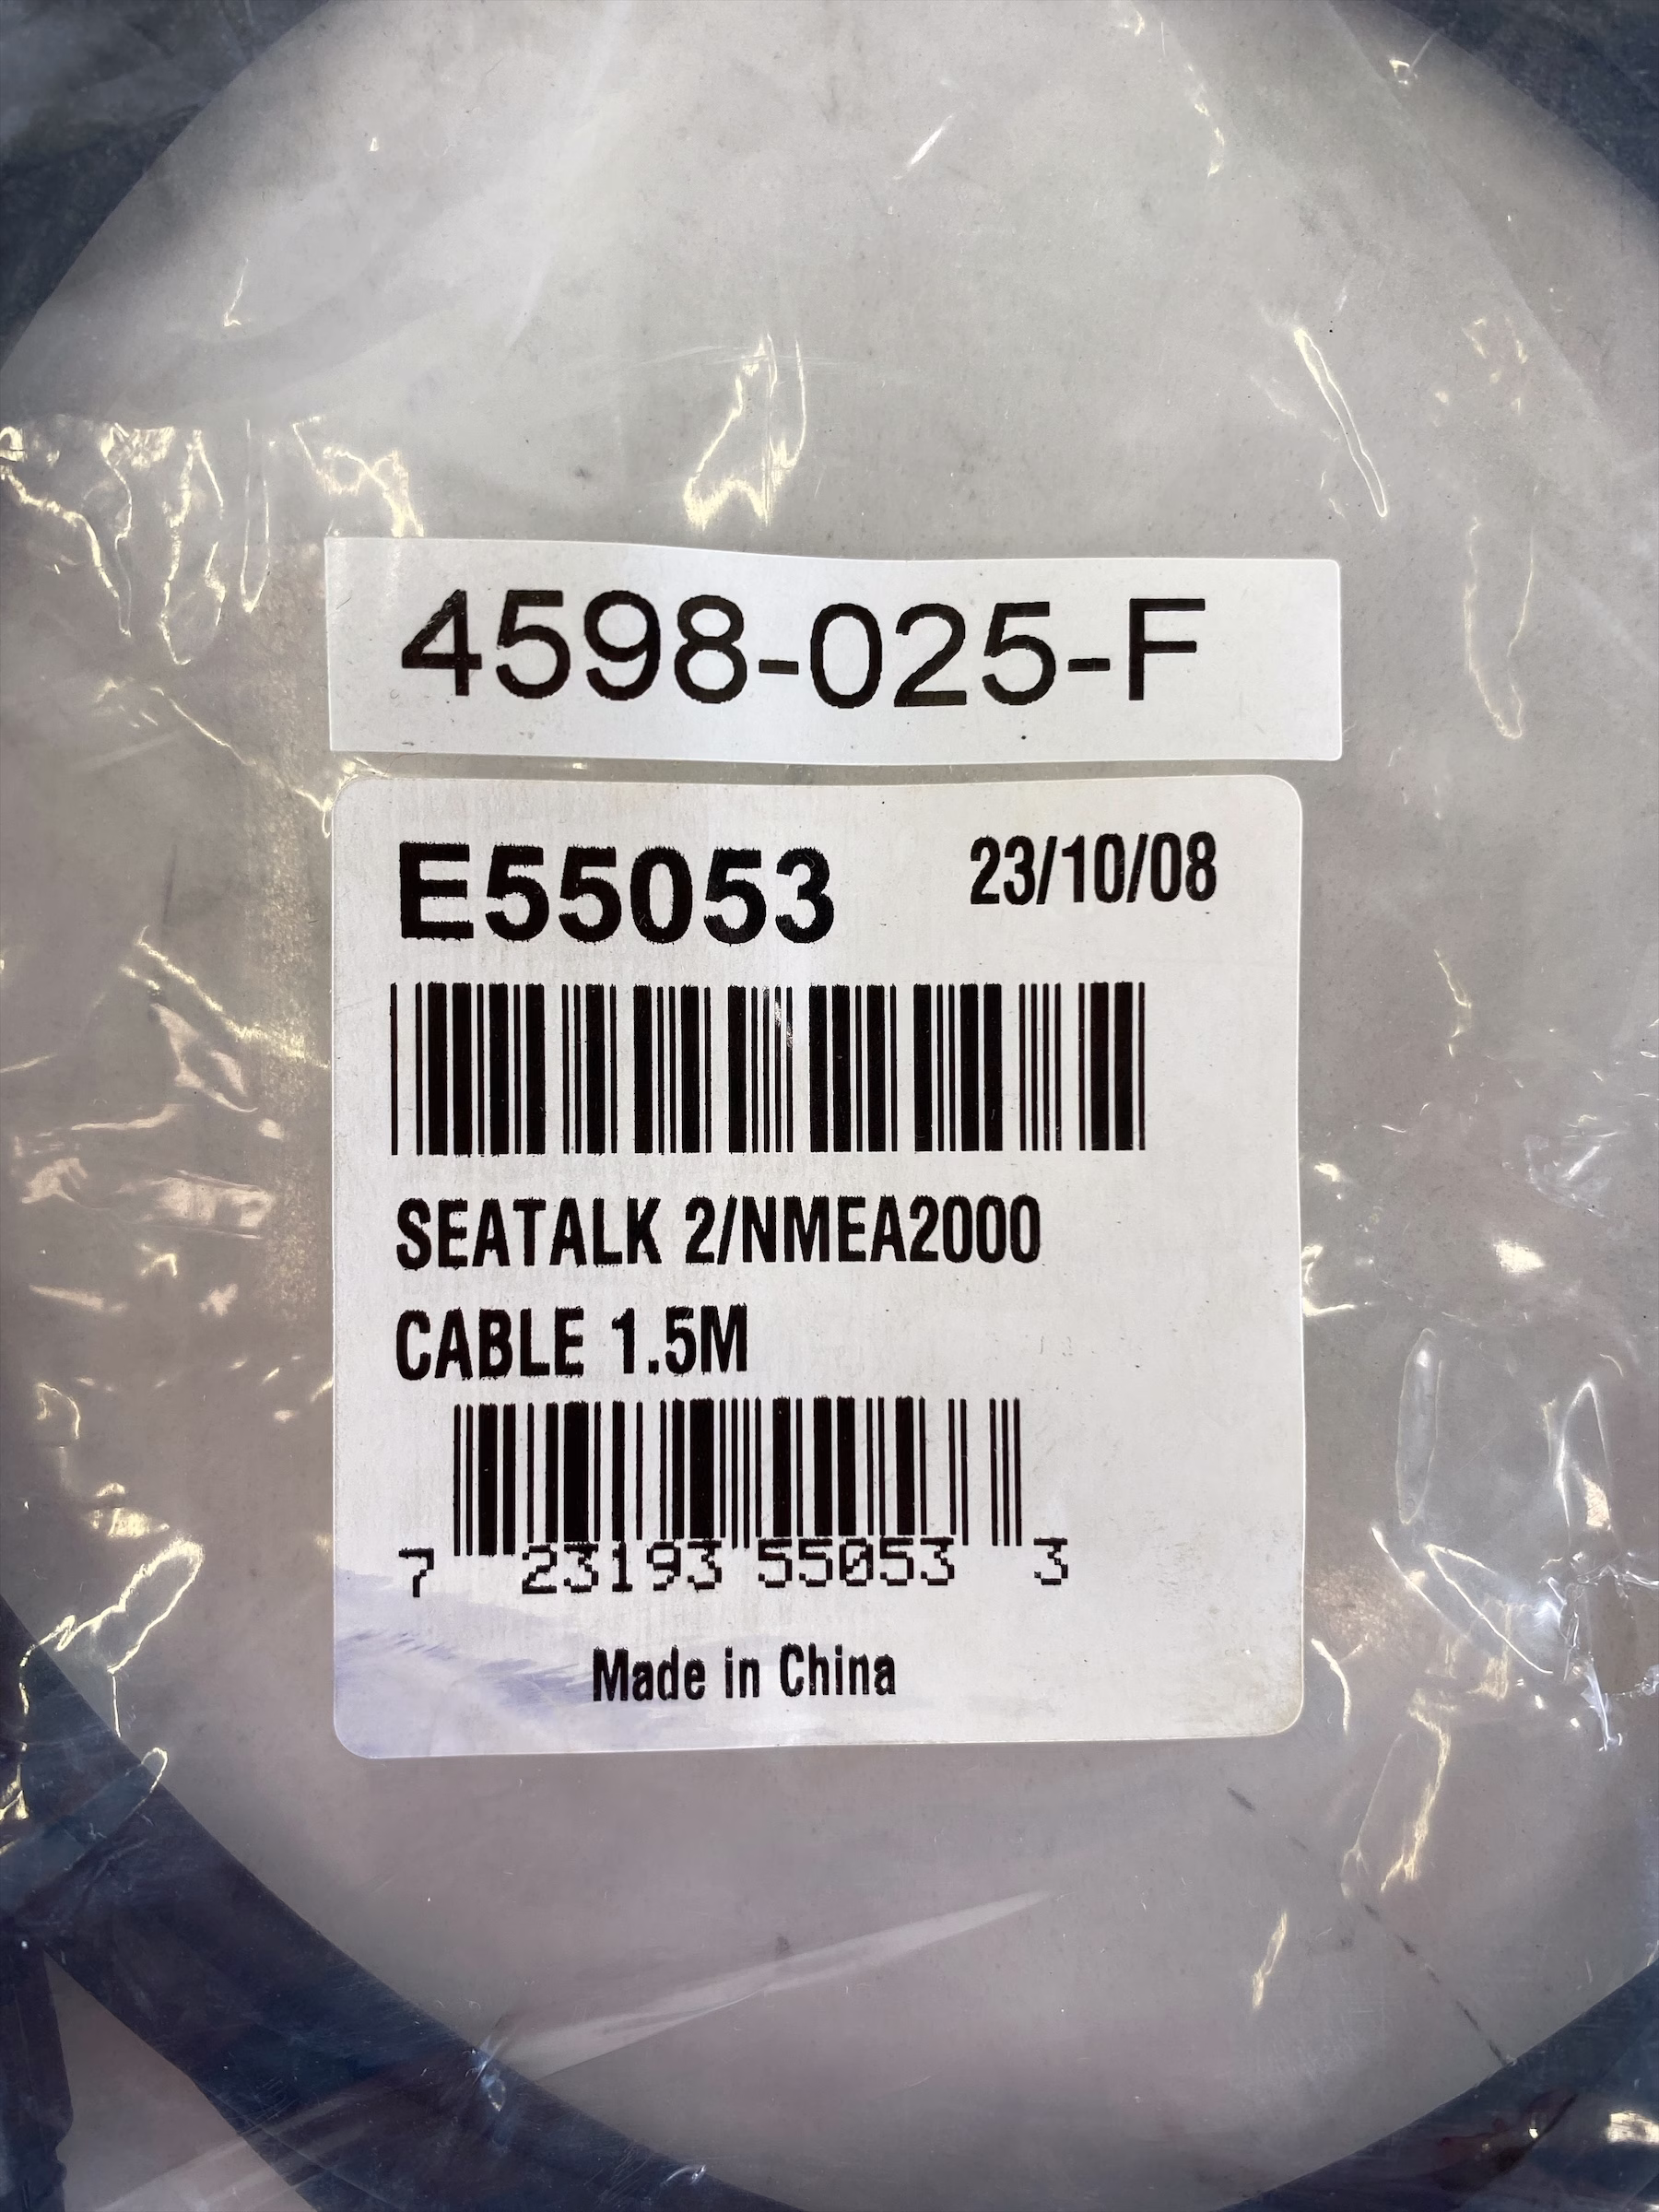 4598-025-F
E55053 23/10/08
SEATALK 2/NMEA2000
CABLE 1.5M
7 23193 55053 3
Made in China